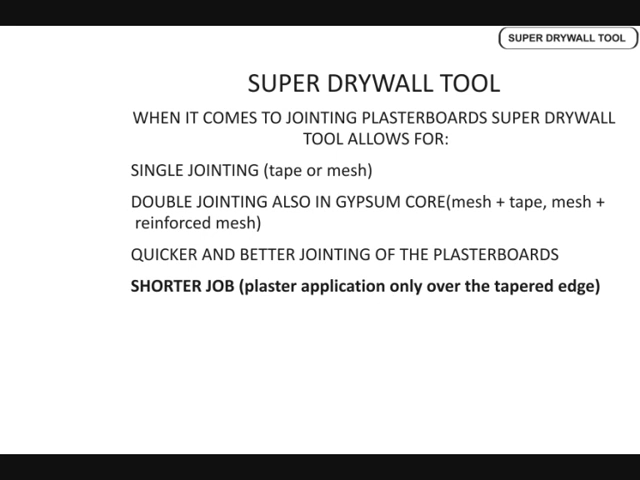 SUPER DRYWALL TOOL
SUPER DRYWALL TOOL
WHEN IT COMES TO JOINTING PLASTERBOARDS SUPER DRYWALL
TOOL ALLOWS FOR:
SINGLE JOINTING (tape or mesh)
DOUBLE JOINTING ALSO IN GYPSUM CORE(mesh + tape, mesh +
reinforced mesh)
QUICKER AND BETTER JOINTING OF THE PLASTERBOARDS
SHORTER JOB (plaster application only over the tapered edge)